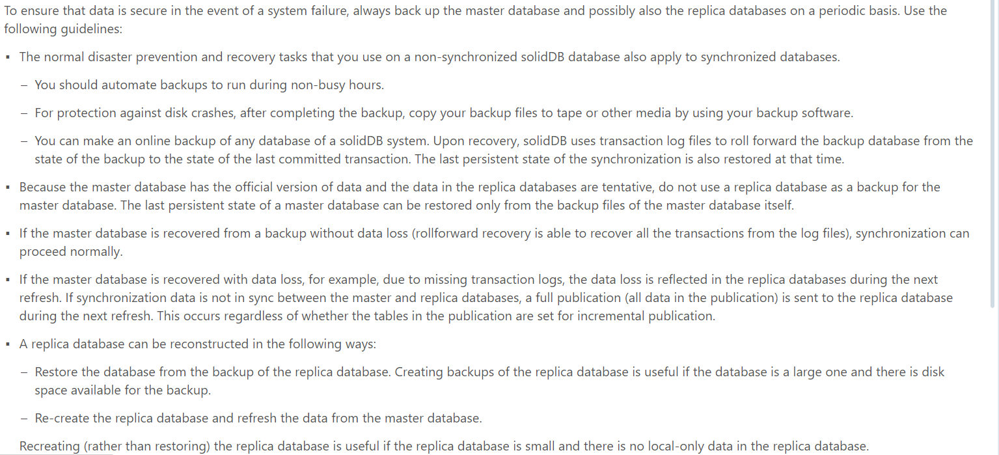 To ensure that data is secure in the event of a system failure, always back up the master database and possibly also the replica databases on a periodic basis. Use the
following guidelines:
▪ The normal disaster prevention and recovery tasks that you use on a non-synchronized solidDB database also apply to synchronized databases.
– You should automate backups to run during non-busy hours.
– For protection against disk crashes, after completing the backup, copy your backup files to tape or other media by using your backup software.
– You can make an online backup of any database of a solidDB system. Upon recovery, solidDB uses transaction log files to roll forward the backup database from the
state of the backup to the state of the last committed transaction. The last persistent state of the synchronization is also restored at that time.
▪ Because the master database has the official version of data and the data in the replica databases are tentative, do not use a replica database as a backup for the
master database. The last persistent state of a master database can be restored only from the backup files of the master database itself.
▪ If the master database is recovered from a backup without data loss (rollforward recovery is able to recover all the transactions from the log files), synchronization can
proceed normally.
▪ If the master database is recovered with data loss, for example, due to missing transaction logs, the data loss is reflected in the replica databases during the next
refresh. If synchronization data is not in sync between the master and replica databases, a full publication (all data in the publication) is sent to the replica database
during the next refresh. This occurs regardless of whether the tables in the publication are set for incremental publication.
▪ A replica database can be reconstructed in the following ways:
– Restore the database from the backup of the replica database. Creating backups of the replica database is useful if the database is a large one and there is disk
space available for the backup.
– Re-create the replica database and refresh the data from the master database.
Recreating (rather than restoring) the replica database is useful if the replica database is small and there is no local-only data in the replica database.